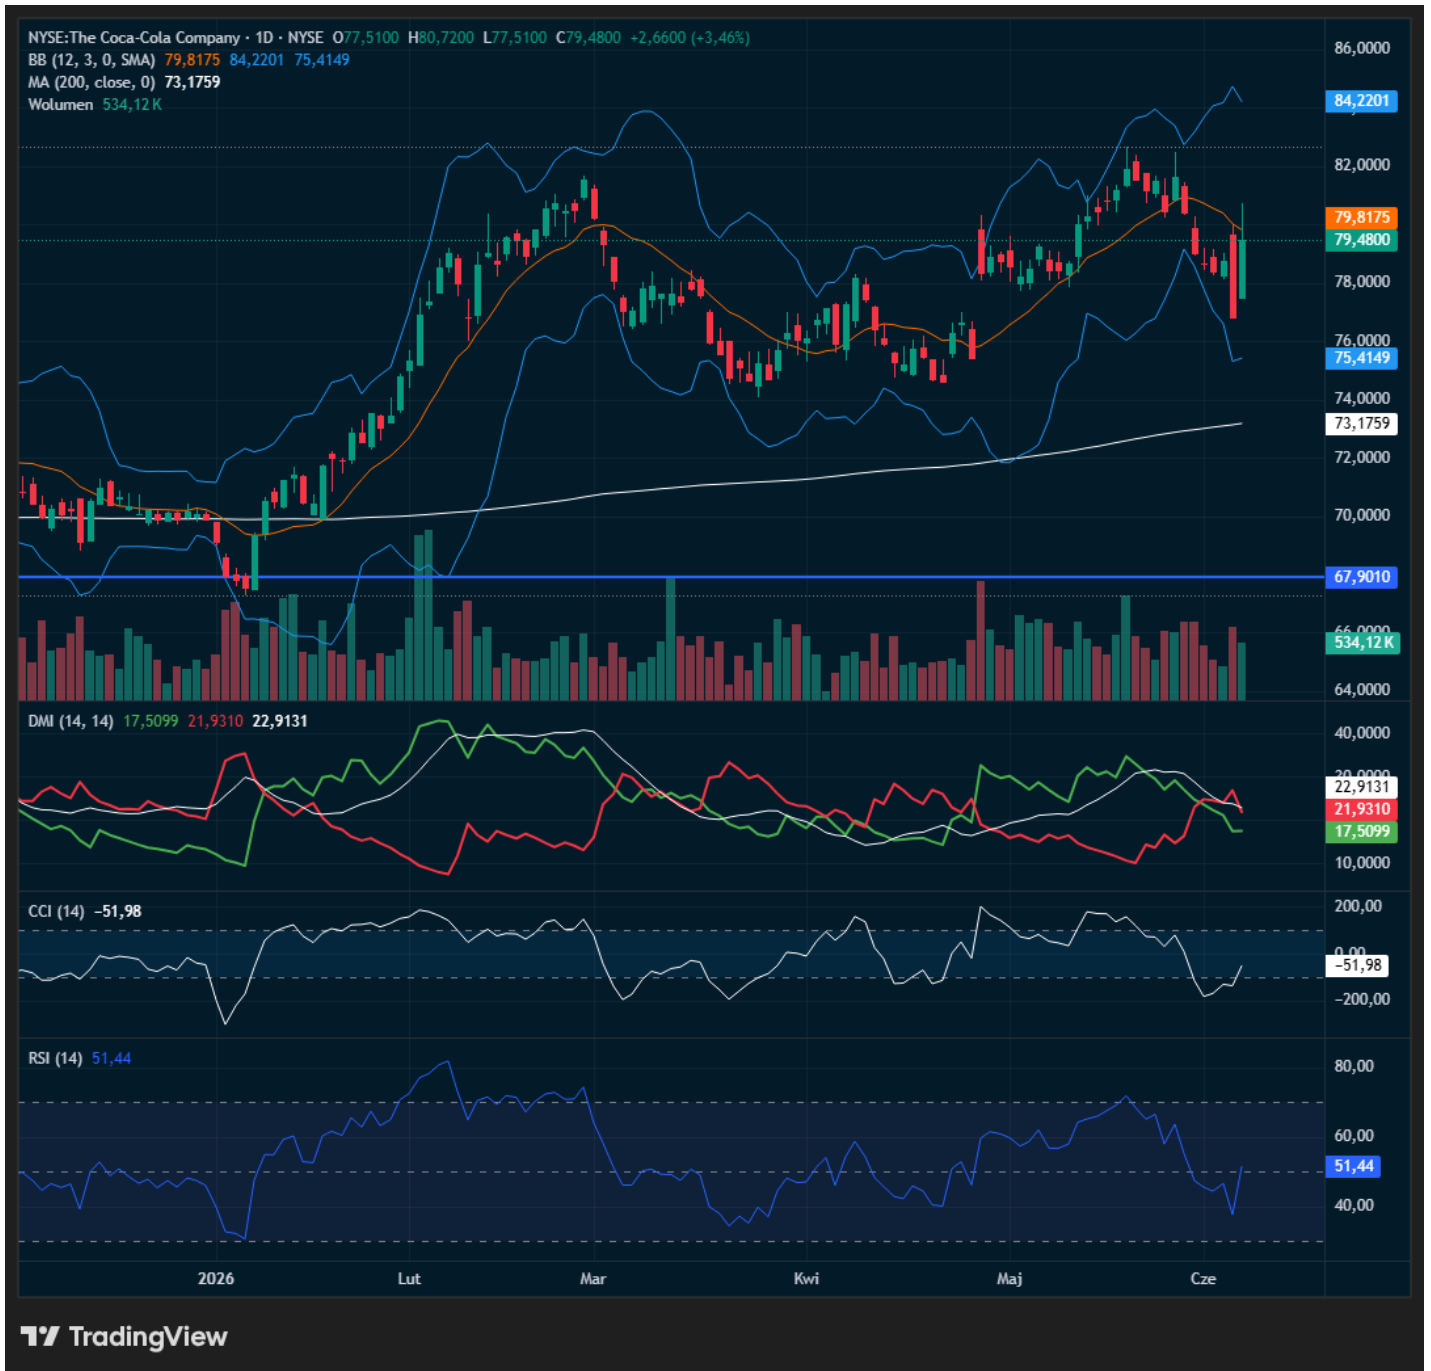 NYSE:The Coca-Cola Company · 1D · NYSE O77,5100 H80,7200 L77,5100 C79,4800 +2,6600 (+3,46%)
BB (12, 3, 0, SMA) 79,8175 84,2201 75,4149
MA (200, close, 0) 73,1759
Wolumen 534,12 K
86,0000
84,2201
82,0000
79,8175
79,4800
78,0000
76,0000
75,4149
74,0000
73,1759
72,0000
70,0000
67,9010
66,0000
534,12 K
64,0000
DMI (14, 14) 17,5099 21,9310 22,9131
40,0000
22,9131
21,9310
17,5099
10,0000
CCI (14) −51,98
200,00
0,00
−51,98
−200,00
RSI (14) 51,44
80,00
60,00
51,44
40,00
2026 Lut Mar Kwi Maj Cze
TradingView